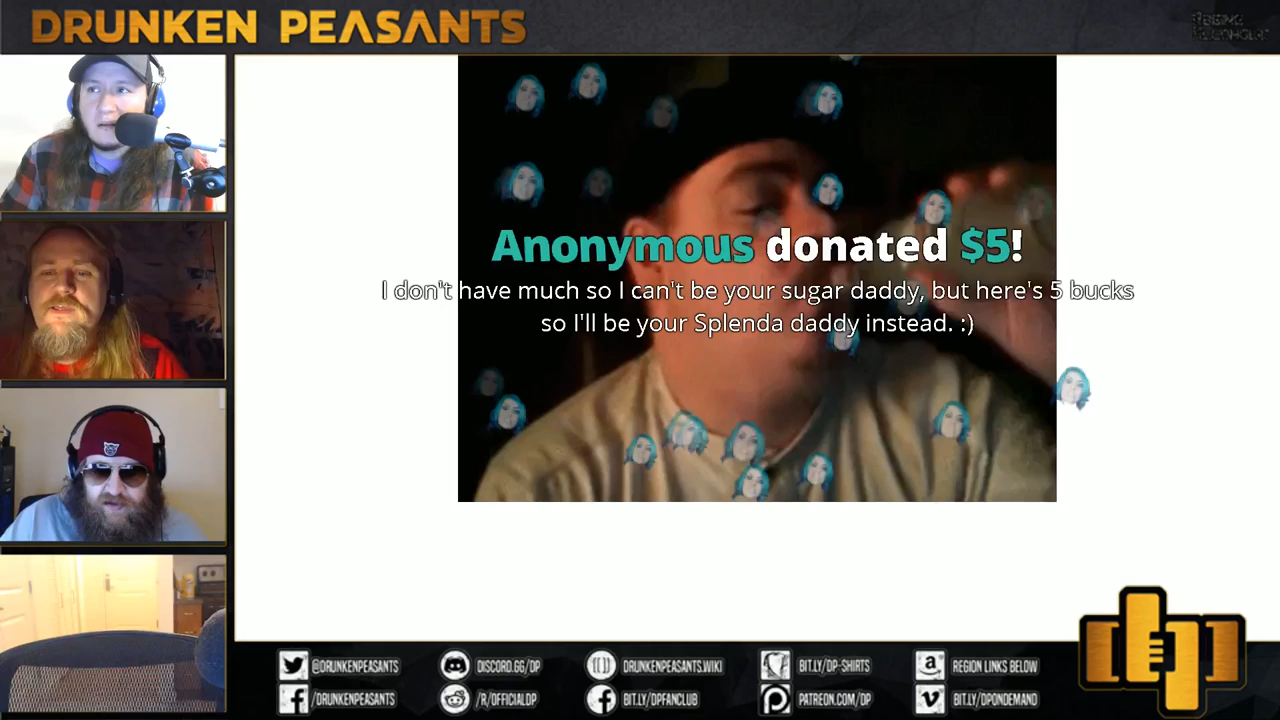 DRUNKEN PEASANTS
Anonymous donated $5!
I don't have much so I can't be your sugar daddy, but here's 5 bucks
so I'll be your Splenda daddy instead. :)
@DRUNKENPEASANTS
DISCORD.GG/DP
DRUNKENPEASANTS.WIKI
BIT.LY/DP-SHIRTS
REGION LINKS BELOW
/DRUNKENPEASANTS
/R/OFFICIALDP
BIT.LY/DPFANCLUB
PATREON.COM/DP
BIT.LY/DPONDEMAND